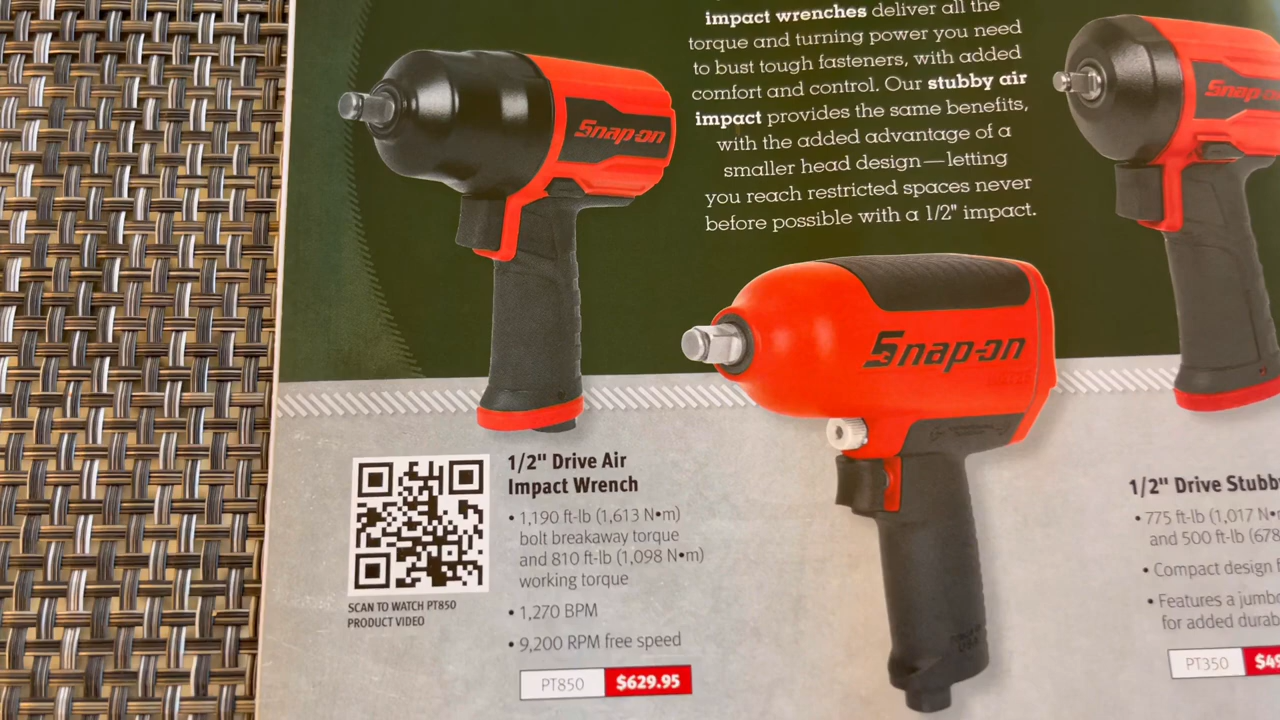 impact wrenches deliver all the
torque and turning power you need
to bust tough fasteners, with added
comfort and control. Our stubby air
impact provides the same benefits,
with the added advantage of a
smaller head design—letting
you reach restricted spaces never
before possible with a 1/2" impact.
Snap-on
Snap-on
Snap-on
1/2" Drive Air
Impact Wrench
• 1,190 ft-lb (1,613 N•m)
bolt breakaway torque
and 810 ft-lb (1,098 N•m)
working torque
• 1,270 BPM
• 9,200 RPM free speed
PT850 $629.95
SCAN TO WATCH PT850
PRODUCT VIDEO
1/2" Drive Stubby
• 775 ft-lb (1,017 N•
and 500 ft-lb (678
• Compact design
• Features a jumbo
for added durab
PT350 $49